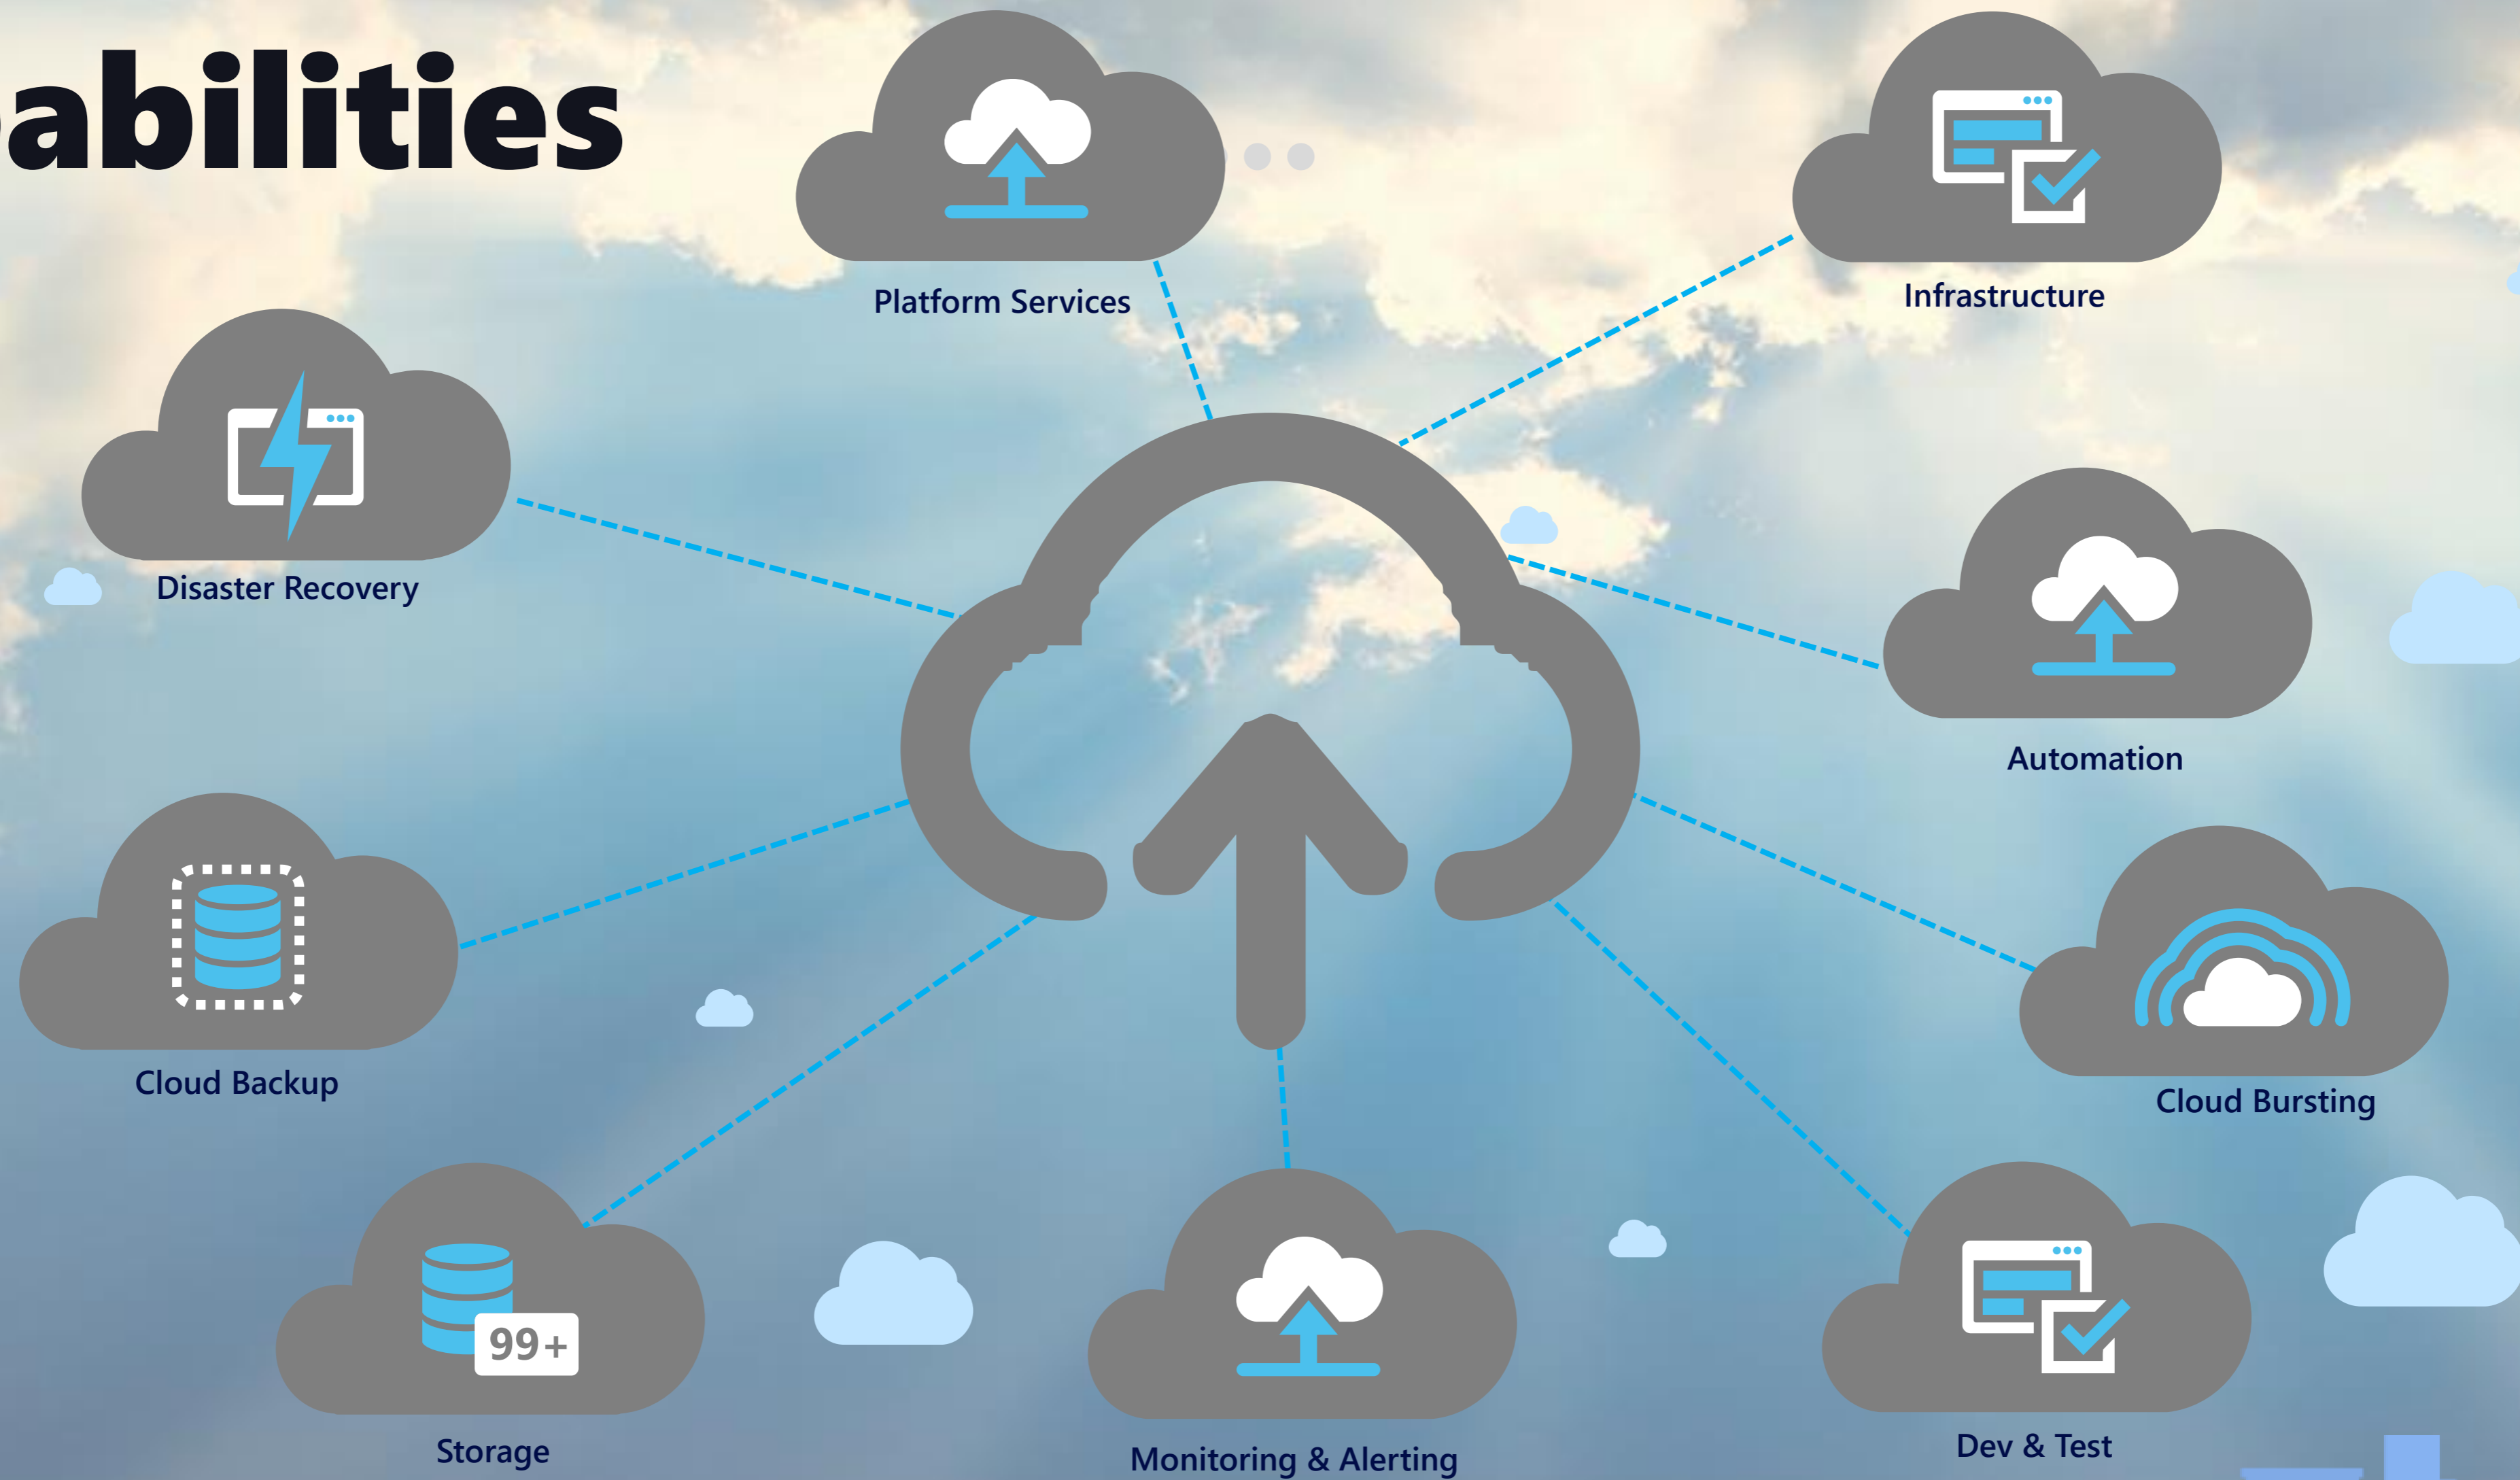 abilities
Platform Services
Infrastructure
Disaster Recovery
Automation
Cloud Backup
Cloud Bursting
99+
Storage
Monitoring & Alerting
Dev & Test